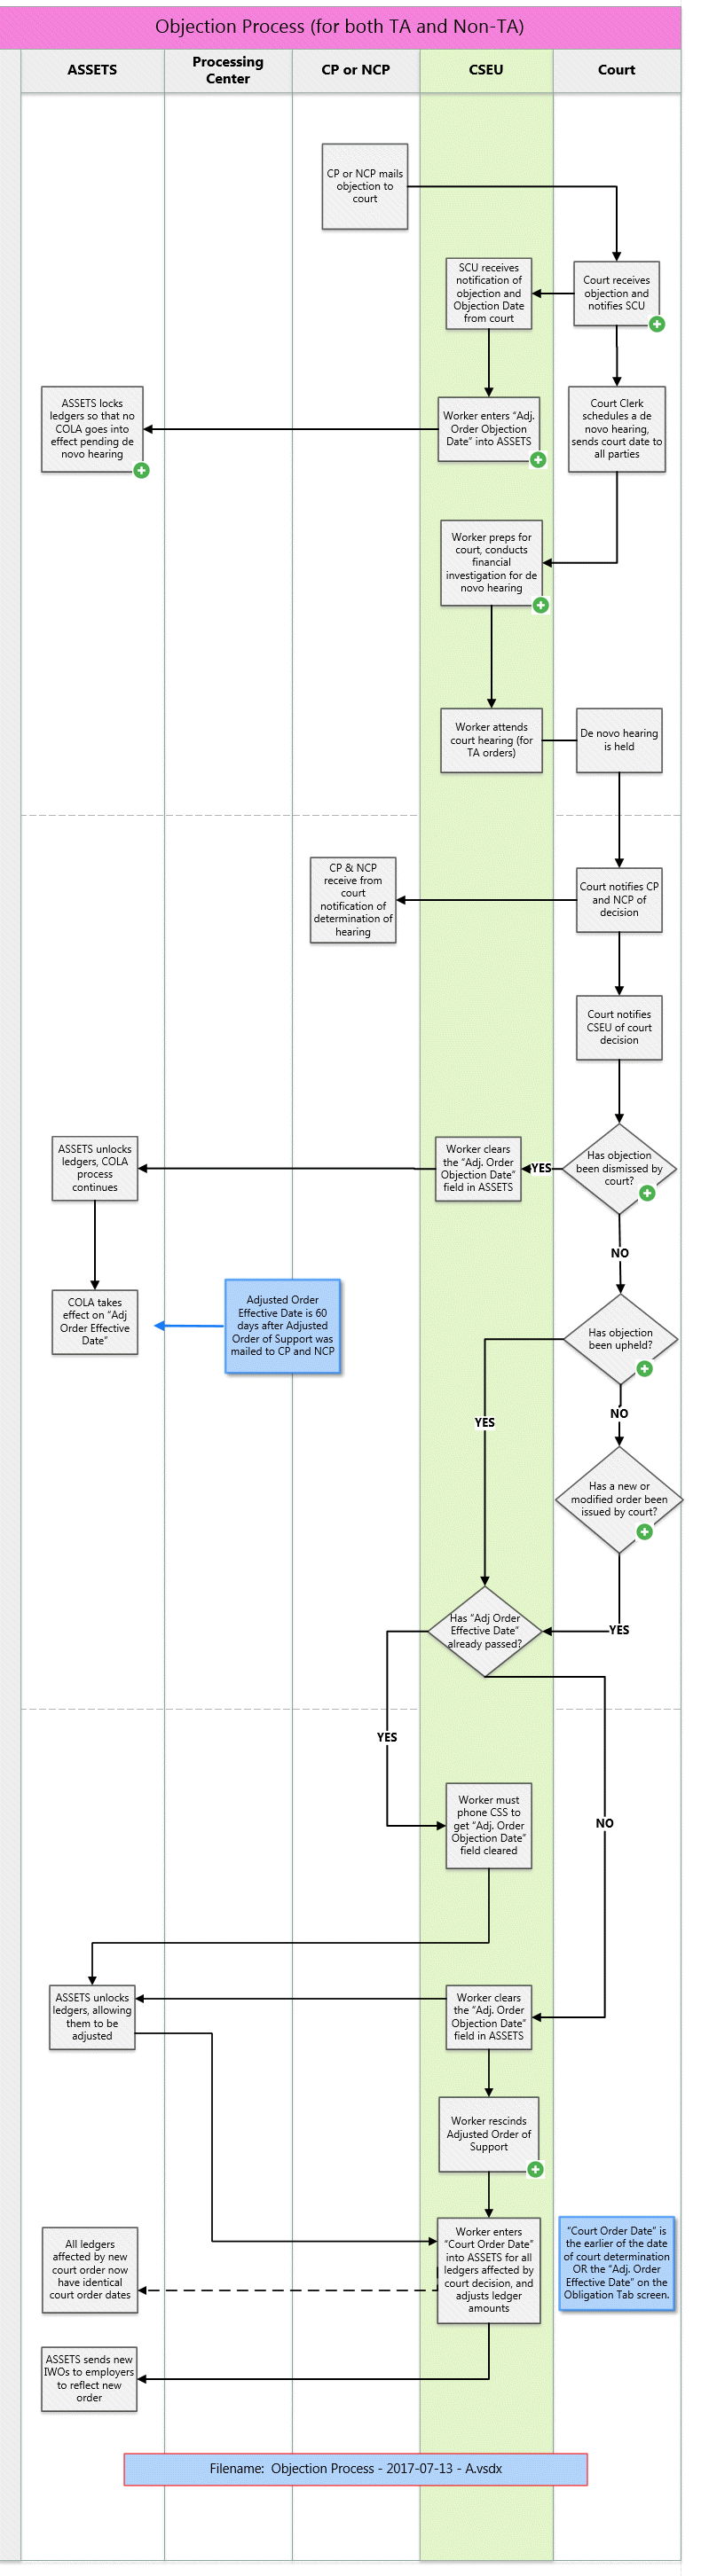 Objection Process (for both TA and Non-TA)
ASSETS
Processing
Center
CP or NCP
CSEU
Court
CP or NCP mails
objection to
court
SCU receives
notification of
objection and
Objection Date
from court
Court receives
objection and
notifies SCU
ASSETS locks
ledgers so that no
COLA goes into
effect pending de
novo hearing
Worker enters “Adj.
Order Objection
Date” into ASSETS
Court Clerk
schedules a de
novo hearing,
sends court date to
all parties
Worker preps for
court, conducts
financial
investigation for de
novo hearing
Worker attends
court hearing (for
TA orders)
De novo hearing
is held
CP & NCP
receive from
court
notification of
determination of
hearing
Court notifies CP
and NCP of
decision
Court notifies
CSEU of court
decision
ASSETS unlocks
ledgers, COLA
process
continues
Worker clears
the “Adj. Order
Objection Date”
field in ASSETS
YES
Has objection
been dismissed by
court?
NO
COLA takes
effect on “Adj
Order Effective
Date”
Adjusted Order
Effective Date is 60
days after Adjusted
Order of Support was
mailed to CP and NCP
Has objection
been upheld?
YES
NO
Has a new or
modified order been
issued by court?
YES
Has “Adj Order
Effective Date”
already passed?
YES
NO
Worker must
phone CSS to
get “Adj. Order
Objection Date”
field cleared
ASSETS unlocks
ledgers, allowing
them to be
adjusted
Worker clears
the “Adj. Order
Objection Date”
field in ASSETS
Worker rescinds
Adjusted Order of
Support
All ledgers
affected by new
court order now
have identical
court order dates
Worker enters
“Court Order Date”
into ASSETS for all
ledgers affected by
court decision, and
adjusts ledger
amounts
“Court Order Date” is
the earlier of the date
of court determination
OR the “Adj. Order
Effective Date” on the
Obligation Tab screen.
ASSETS sends new
IWOs to employers
to reflect new
order
Filename:  Objection Process - 2017-07-13 - A.vsdx